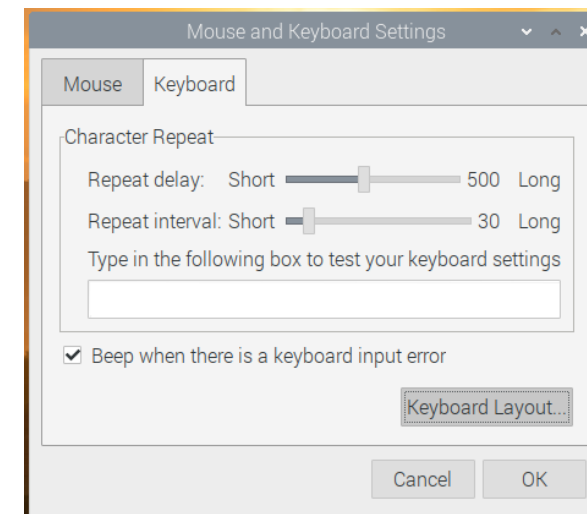 Mouse and Keyboard Settings
Mouse Keyboard
Character Repeat
Repeat delay: Short 500 Long
Repeat interval: Short 30 Long
Type in the following box to test your keyboard settings
Beep when there is a keyboard input error
Keyboard Layout...
Cancel OK